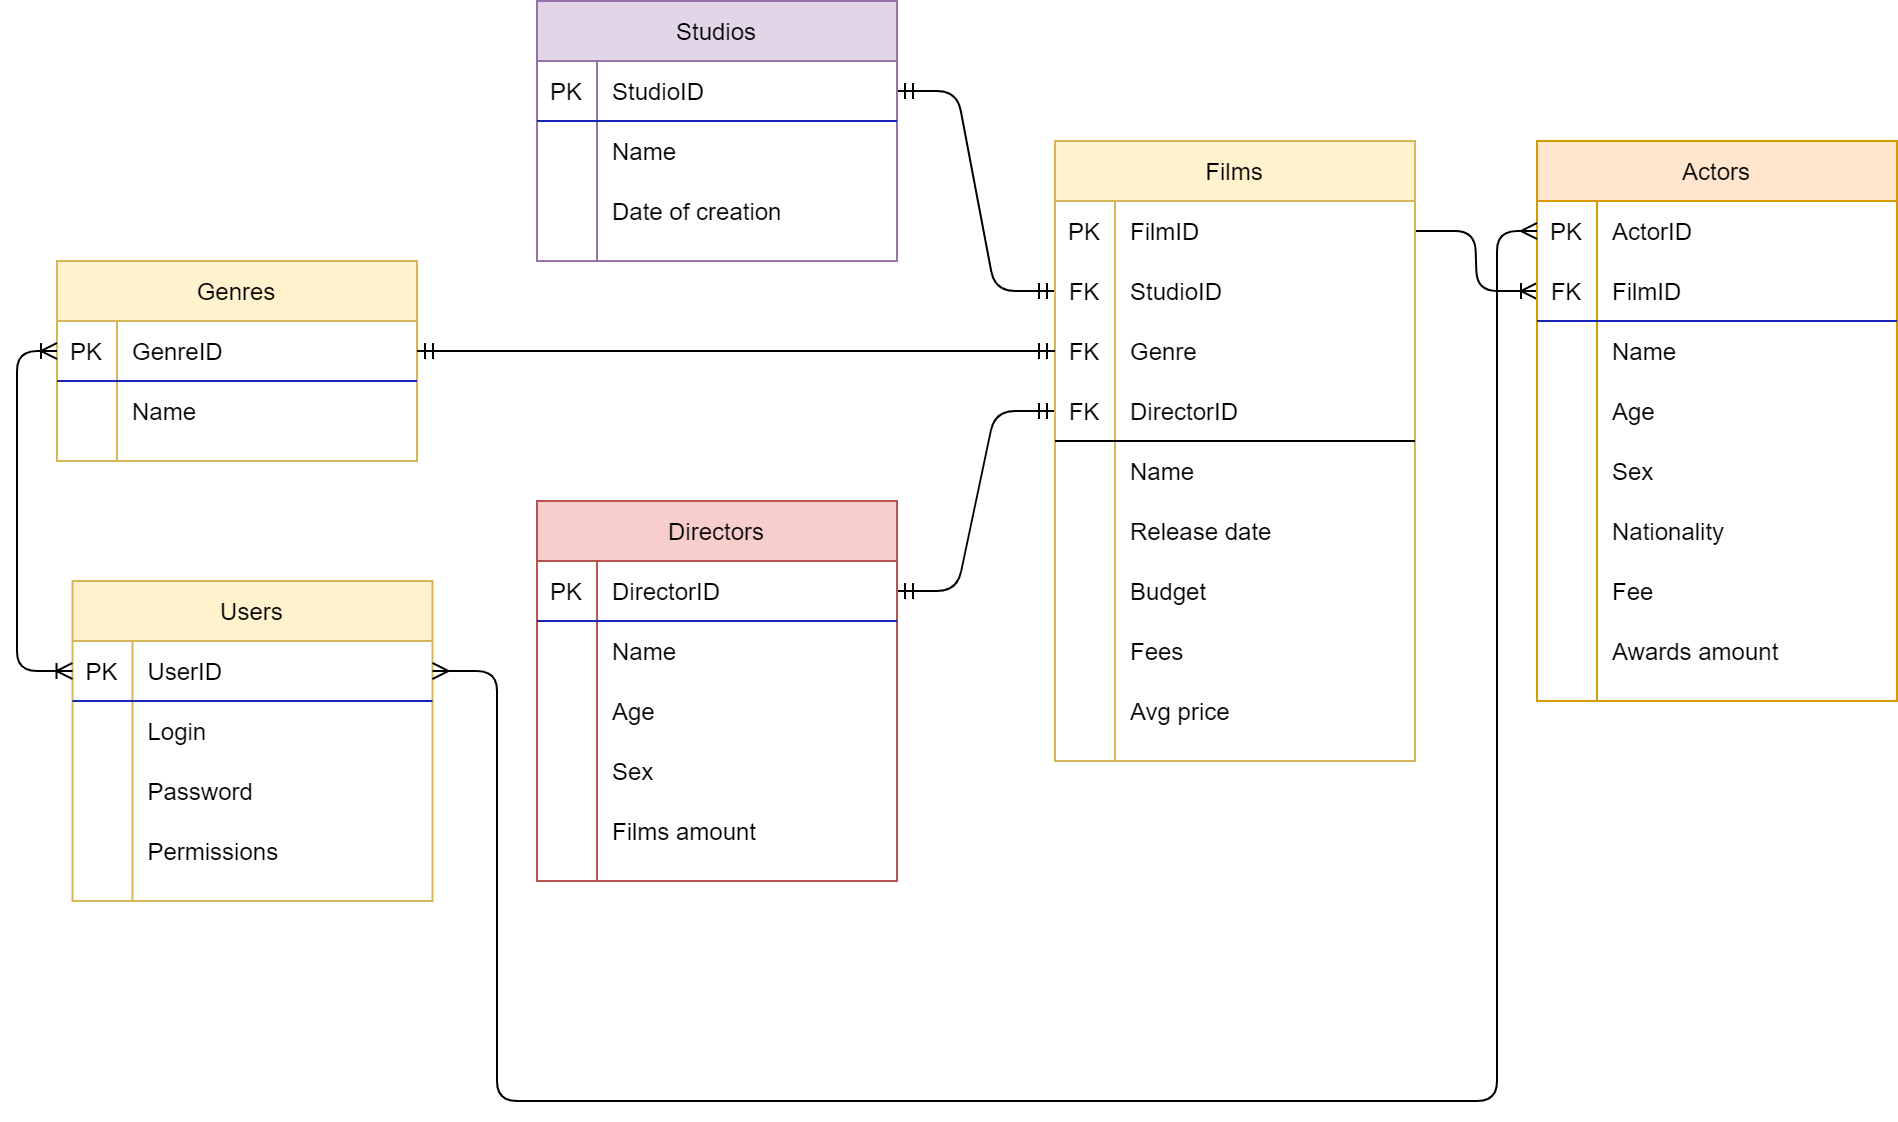 Studios
PK StudioID
Name
Date of creation
Genres
PK GenreID
Name
Users
PK UserID
Login
Password
Permissions
Directors
PK DirectorID
Name
Age
Sex
Films amount
Films
PK FilmID
FK StudioID
FK Genre
FK DirectorID
Name
Release date
Budget
Fees
Avg price
Actors
PK ActorID
FK FilmID
Name
Age
Sex
Nationality
Fee
Awards amount